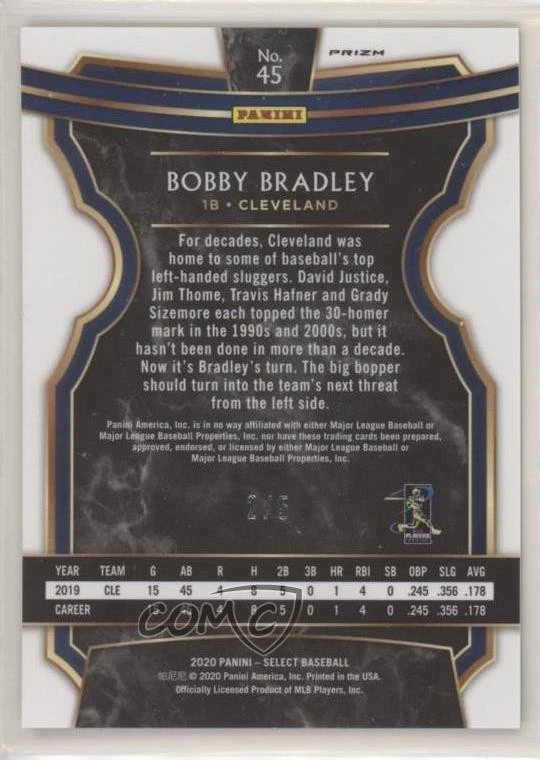 No.
45
PRIZM
PANINI
BOBBY BRADLEY
1B • CLEVELAND
For decades, Cleveland was
home to some of baseball's top
left-handed sluggers. David Justice,
Jim Thome, Travis Hafner and Grady
Sizemore each topped the 30-homer
mark in the 1990s and 2000s, but it
hasn't been done in more than a decade.
Now it's Bradley's turn. The big bopper
should turn into the team's next threat
from the left side.
Panini America, Inc. is in no way affiliated with either Major League Baseball or
Major League Baseball Properties, Inc. nor have these trading cards been prepared,
approved, endorsed, or licensed by either Major League Baseball or
Major League Baseball Properties, Inc.
2/5
PLAYERS
YEAR TEAM G AB R H 2B 3B HR RBI SB OBP SLG AVG
2019 CLE 15 45 4 8 5 0 1 4 0 .245 .356 .178
CAREER 15 45 4 8 5 0 1 4 0 .245 .356 .178
COMC
2020 PANINI – SELECT BASEBALL
帕尼尼 © 2020 Panini America, Inc. Printed in the USA.
Officially Licensed Product of MLB Players, Inc.